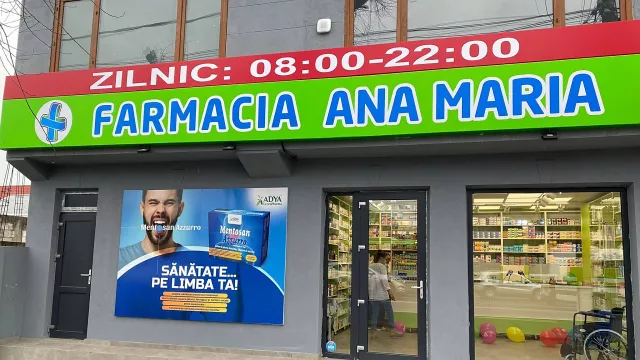 ZILNIC: 08:00-22:00
FARMACIA ANA MARIA
Mentosan Azzurro
ADYA
Mentosan
SĂNĂTATE...
PE LIMBA TA!